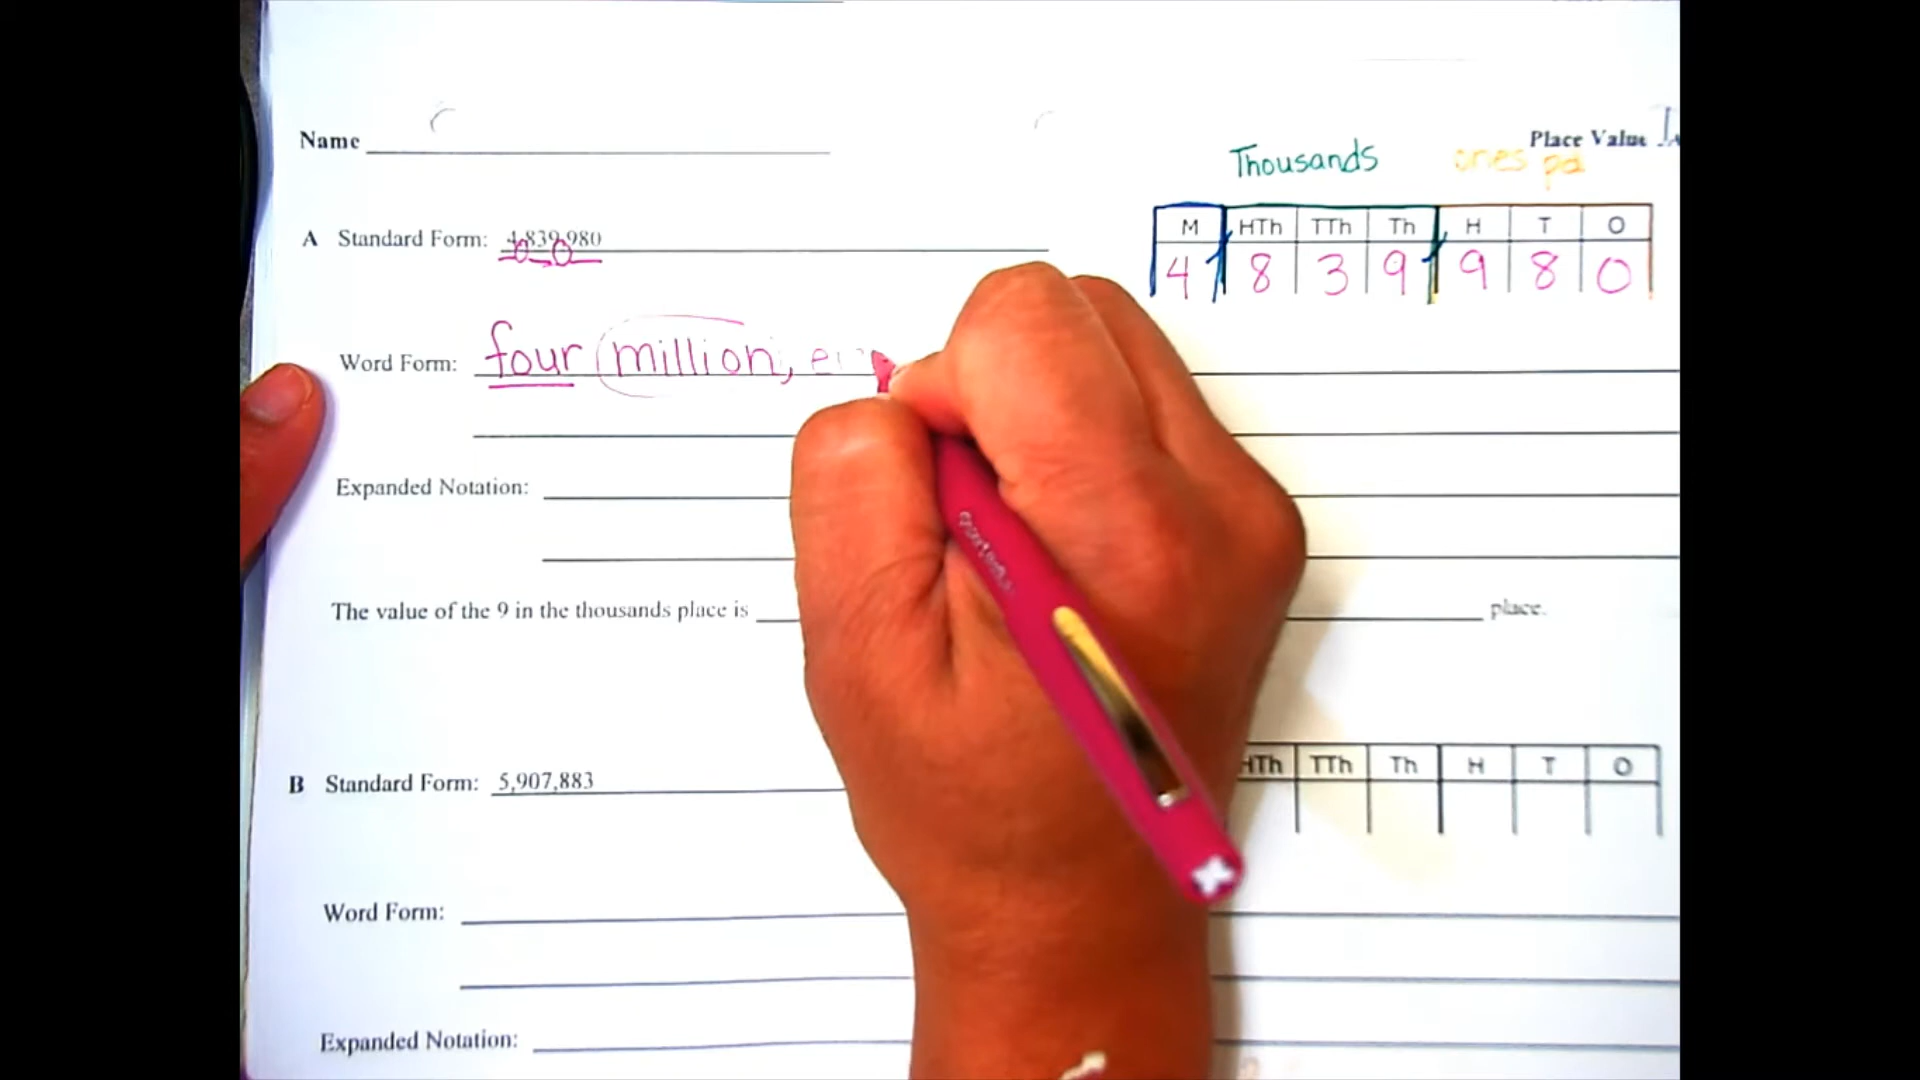 Name
Place Value
Thousands
ones
A Standard Form: 4,839,980
M HTh TTh Th H T O
4 , 8 3 9 , 9 8 0
Word Form: four million,
Expanded Notation:
The value of the 9 in the thousands place is place.
B Standard Form: 5,907,883
HTh TTh Th H T O
Word Form:
Expanded Notation: